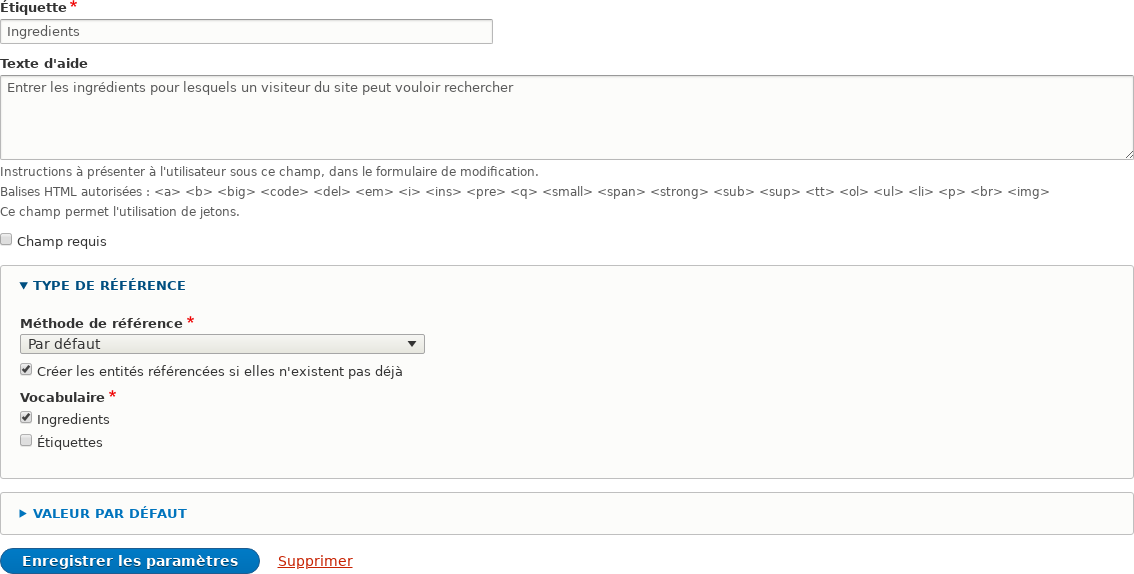 Étiquette*
Ingredients
Texte d'aide
Entrer les ingrédients pour lesquels un visiteur du site peut vouloir rechercher
Instructions à présenter à l'utilisateur sous ce champ, dans le formulaire de modification.
Balises HTML autorisées : <a> <b> <big> <code> <del> <em> <i> <ins> <pre> <q> <small> <span> <strong> <sub> <sup> <tt> <ol> <ul> <li> <p> <br> <img>
Ce champ permet l'utilisation de jetons.
Champ requis
TYPE DE RÉFÉRENCE
Méthode de référence*
Par défaut
Créer les entités référencées si elles n'existent pas déjà
Vocabulaire*
Ingredients
Étiquettes
VALEUR PAR DÉFAUT
Enregistrer les paramètres Supprimer